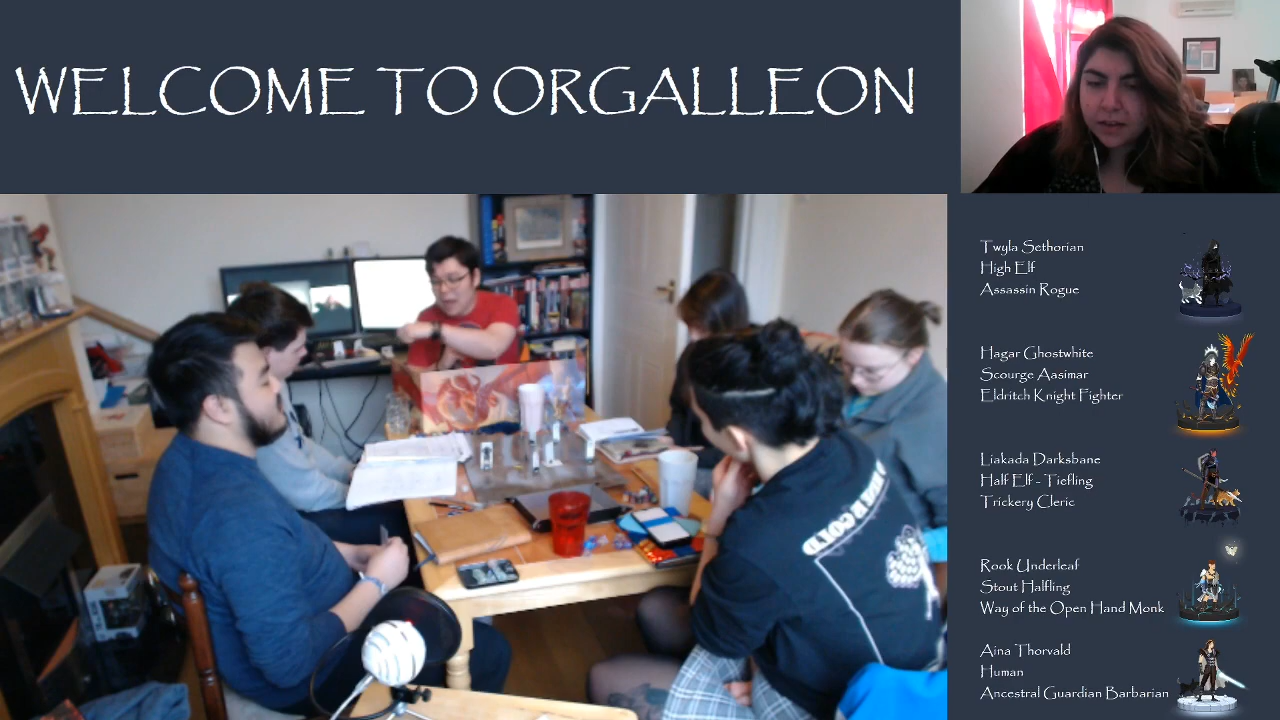 WELCOME TO ORGALLEON
Twyla Sethorian
High Elf
Assassin Rogue
Hagar Ghostwhite
Scourge Aasimar
Eldritch Knight Fighter
Liakada Darksbane
Half Elf - Tiefling
Trickery Cleric
Rook Underleaf
Stout Halfling
Way of the Open Hand Monk
Aina Thorvald
Human
Ancestral Guardian Barbarian